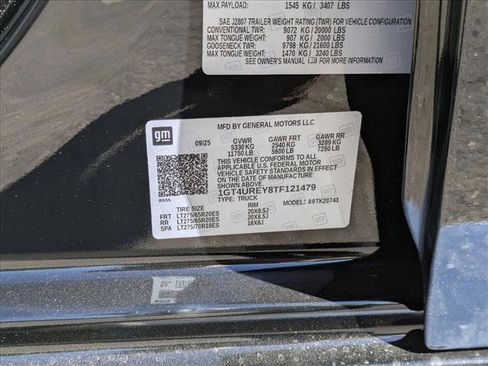 MAX PAYLOAD: 1545 KG / 3407 LBS
SAE J2807 TRAILER WEIGHT RATING (TWR) FOR VEHICLE CONFIGURATION
CONVENTIONAL TWR: 9072 KG / 20000 LBS
MAX TONGUE WEIGHT: 907 KG / 2000 LBS
GOOSENECK TWR: 9798 KG / 21600 LBS
MAX TONGUE WEIGHT: 1470 KG / 3240 LBS
SEE OWNER'S MANUAL FOR MORE INFORMATION
gm
MFD BY GENERAL MOTORS LLC
09/25 GVWR GAWR FRT GAWR RR
5330 KG 2540 KG 3289 KG
11750 LB 5600 LB 7250 LB
THIS VEHICLE CONFORMS TO ALL APPLICABLE
U.S. FEDERAL MOTOR VEHICLE SAFETY
STANDARDS IN EFFECT ON THE DATE OF
MANUFACTURE SHOWN ABOVE.
1GT4UREY8TF121479
TYPE: TRUCK MODEL:
TIRE SIZE RIM
FRT LT275/65R20ES 20X8.5J
RR LT275/65R20ES 20X8.5J
SPA LT275/70R18ES 18X8J